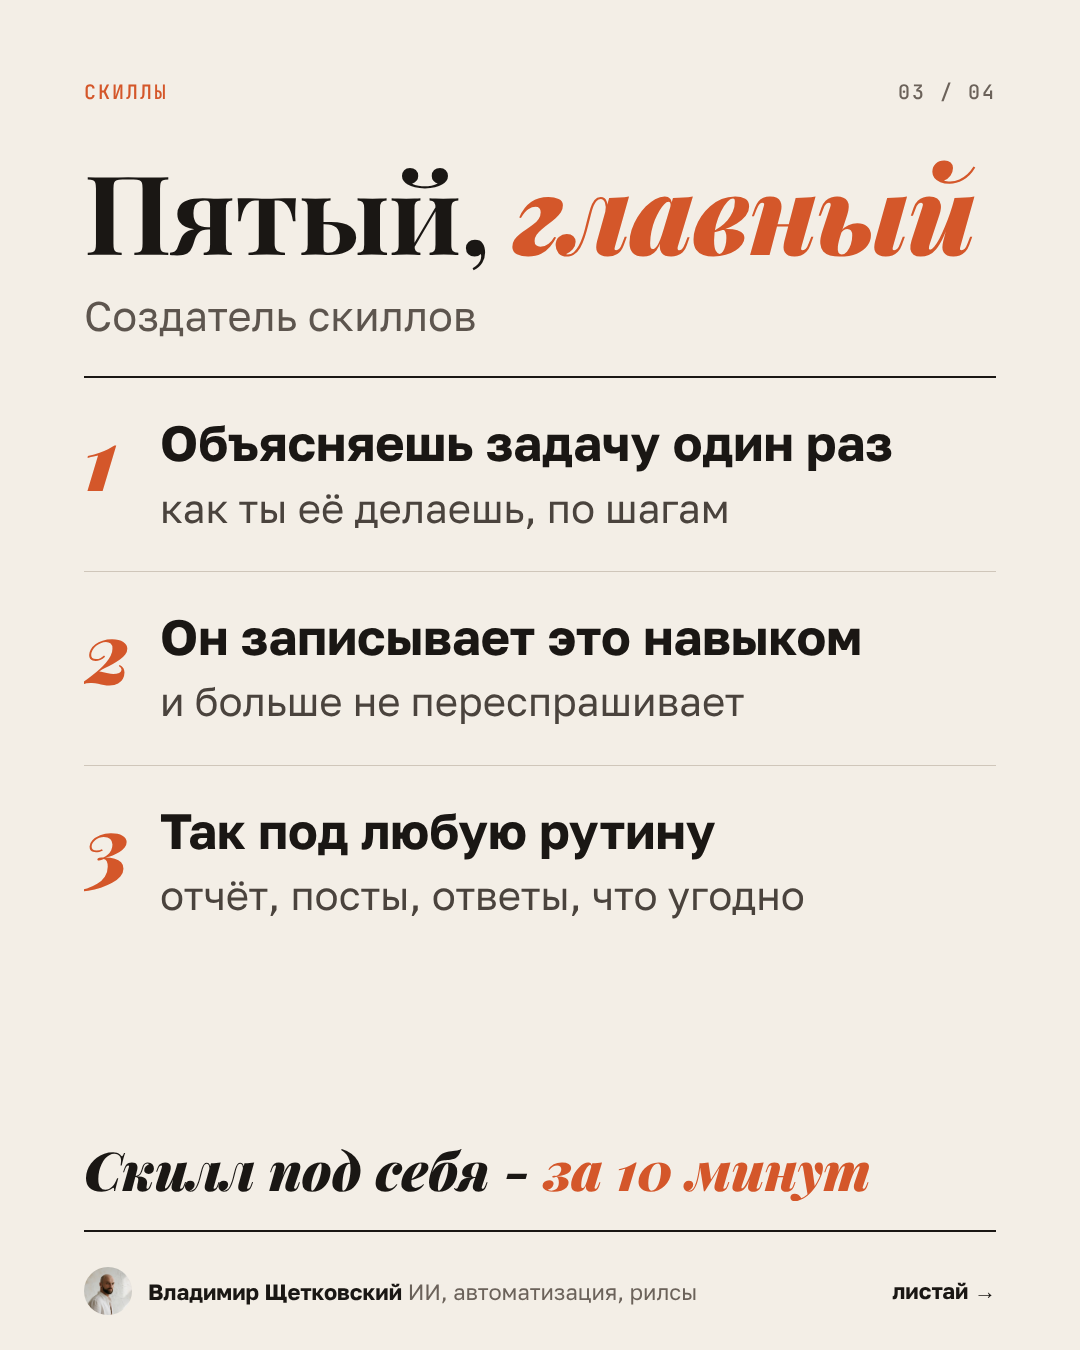 СКИЛЛЫ
03 / 04
Пятый, главный
Создатель скиллов
1 Объясняешь задачу один раз
как ты её делаешь, по шагам
2 Он записывает это навыком
и больше не переспрашивает
3 Так под любую рутину
отчёт, посты, ответы, что угодно
Скилл под себя – за 10 минут
Владимир Щетковский ИИ, автоматизация, рилсы
листай →